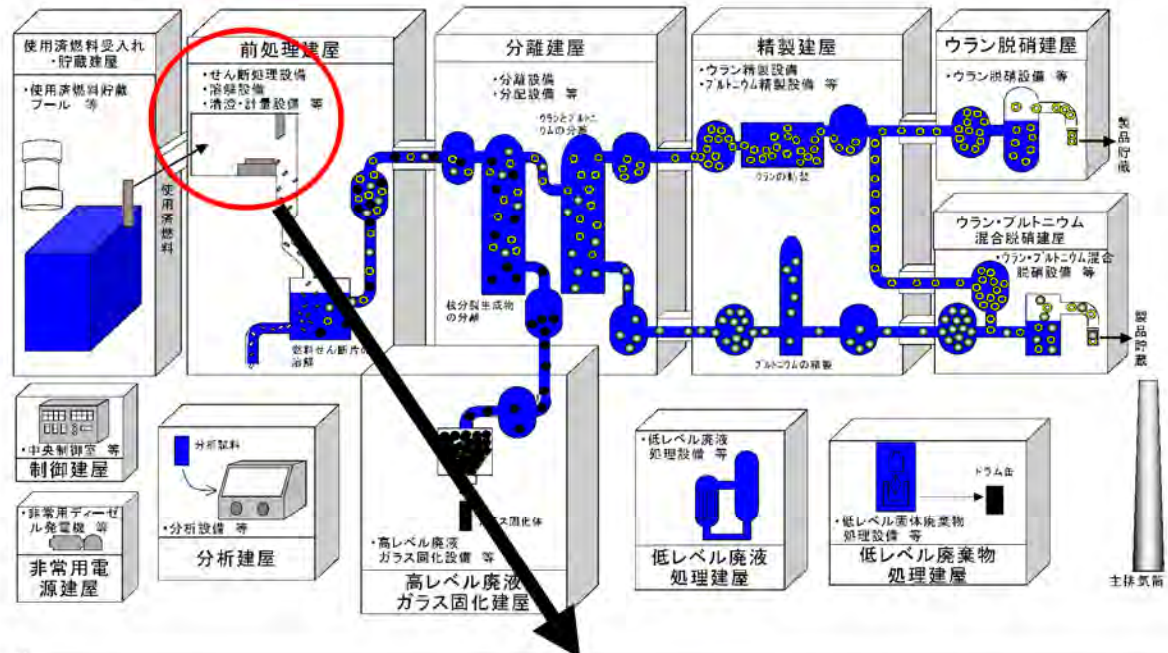 使用済燃料受入れ
・貯蔵建屋
・使用済燃料貯蔵
プール 等
使用済燃料
前処理建屋
・せん断処理設備
・溶解設備
・清澄・計量設備 等
燃料せん断片の
溶解
分離建屋
・分離設備
・分配設備 等
ウランとプルトニ
ウムの分離
核分裂生成物
の分離
精製建屋
・ウラン精製設備
・プルトニウム精製設備 等
ウランの精製
プルトニウムの精製
ウラン脱硝建屋
・ウラン脱硝設備 等
製品貯蔵
ウラン・プルトニウム
混合脱硝建屋
・ウラン・プルトニウム混合
脱硝設備 等
製品貯蔵
・中央制御室 等
制御建屋
・非常用ディーゼ
ル発電機 等
非常用電
源建屋
分析試料
・分析設備 等
分析建屋
ガラス固化体
・高レベル廃液
ガラス固化設備 等
高レベル廃液
ガラス固化建屋
・低レベル廃液
処理設備 等
低レベル廃液
処理建屋
ドラム缶
・低レベル固体廃棄物
処理設備 等
低レベル廃棄物
処理建屋
主排気筒